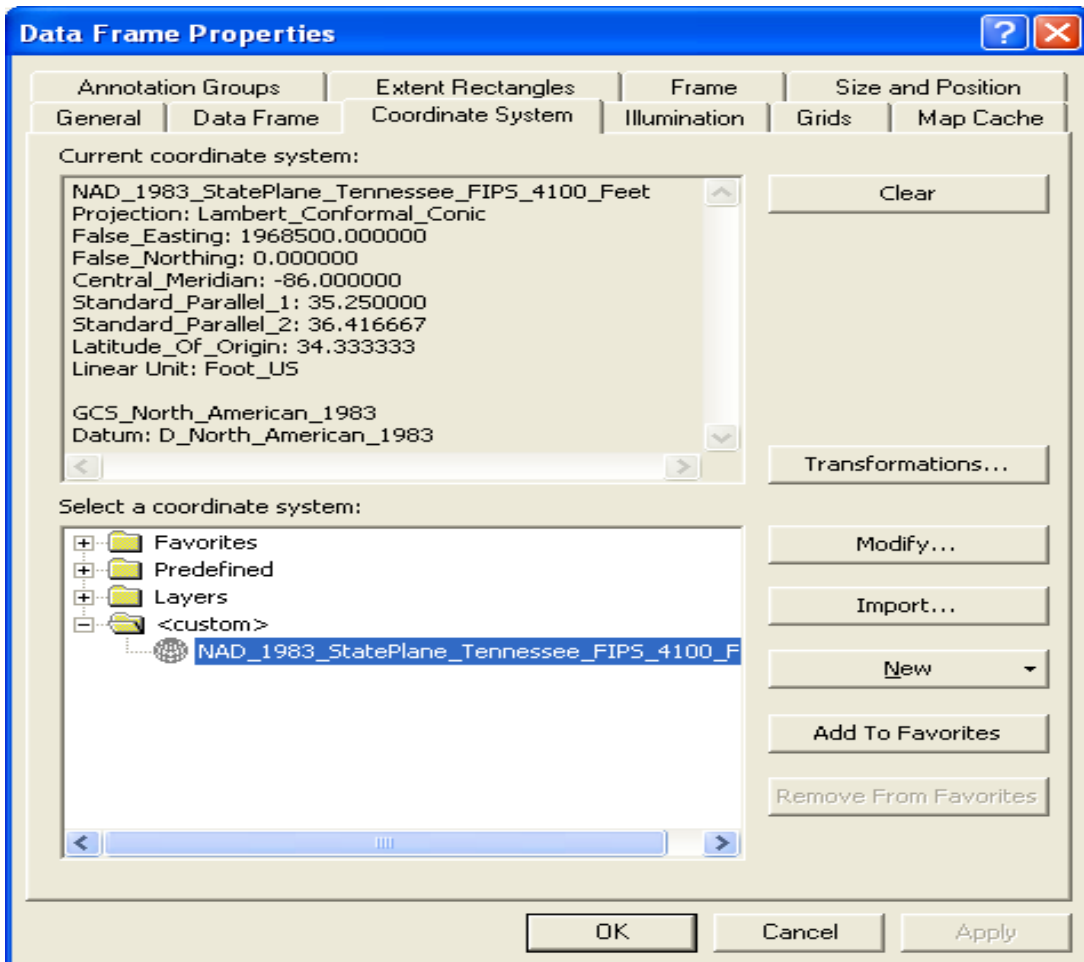 Data Frame Properties
Annotation Groups Extent Rectangles Frame Size and Position
General Data Frame Coordinate System Illumination Grids Map Cache
Current coordinate system:
NAD_1983_StatePlane_Tennessee_FIPS_4100_Feet
Projection: Lambert_Conformal_Conic
False_Easting: 1968500.000000
False_Northing: 0.000000
Central_Meridian: -86.000000
Standard_Parallel_1: 35.250000
Standard_Parallel_2: 36.416667
Latitude_Of_Origin: 34.333333
Linear Unit: Foot_US
GCS_North_American_1983
Datum: D_North_American_1983
Clear
Transformations...
Select a coordinate system:
Favorites
Predefined
Layers
<custom>
NAD_1983_StatePlane_Tennessee_FIPS_4100_F
Modify...
Import...
New
Add To Favorites
Remove From Favorites
OK Cancel Apply